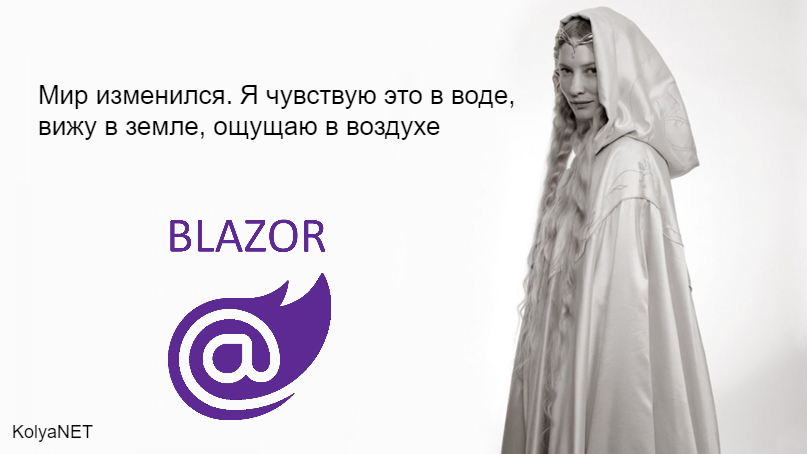 Мир изменился. Я чувствую это в воде,
вижу в земле, ощущаю в воздухе
BLAZOR
@
KolyaNET